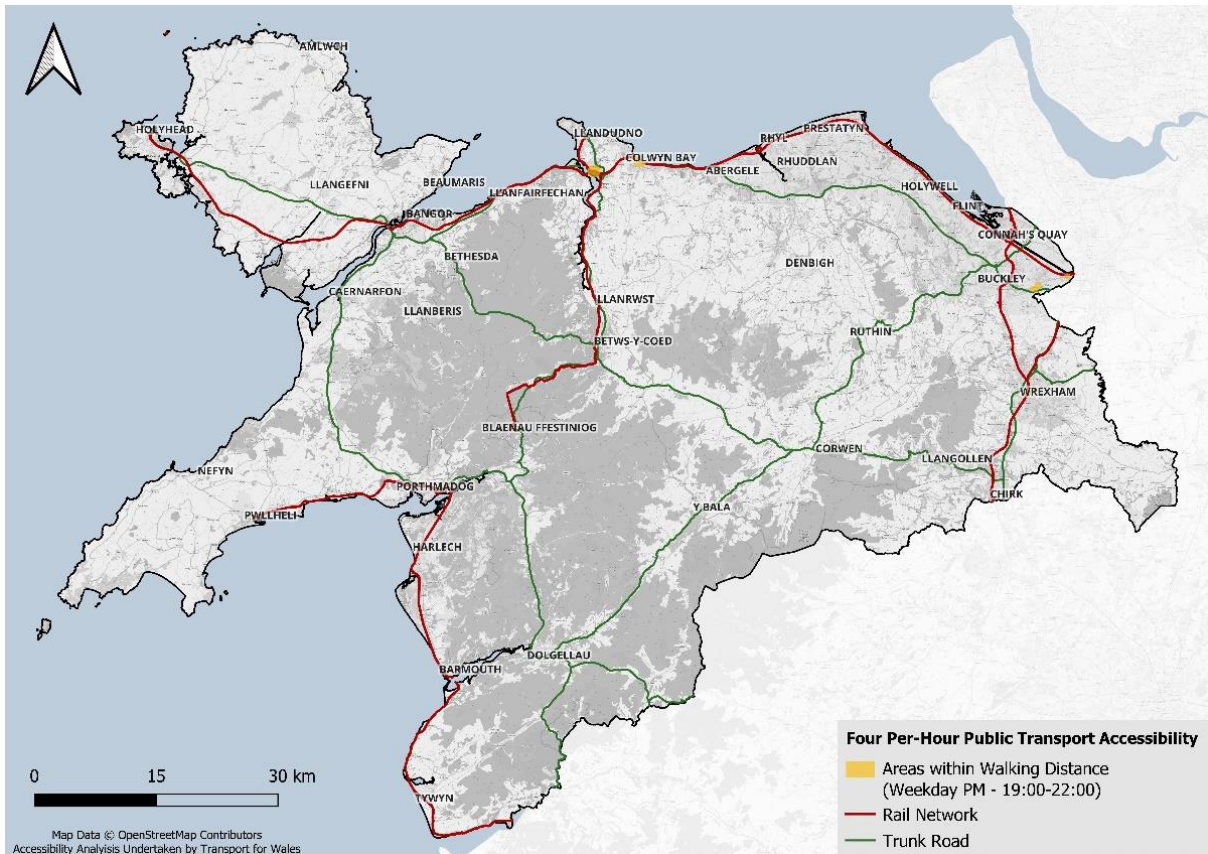 AMLWCH
HOLYHEAD
LLANDUDNO
PRESTATYN
RHYL
COLWYN BAY
RHUDDLAN
ABERGELE
LLANGEFNI
BEAUMARIS
LLANFAIRFECHAN
HOLYWELL
FLINT
BANGOR
CONNAH'S QUAY
BETHESDA
DENBIGH
BUCKLEY
CAERNARFON
LLANRWST
LLANBERIS
RUTHIN
BETWS-Y-COED
WREXHAM
BLAENAU FFESTINIOG
CORWEN
LLANGOLLEN
NEFYN
PORTHMADOG
CHIRK
PWLLHELI
Y BALA
HARLECH
DOLGELLAU
BARMOUTH
TYWYN
0 15 30 km
Map Data © OpenStreetMap Contributors
Accessibility Analyisis Undertaken by Transport for Wales
Four Per-Hour Public Transport Accessibility
Areas within Walking Distance
(Weekday PM - 19:00-22:00)
Rail Network
Trunk Road